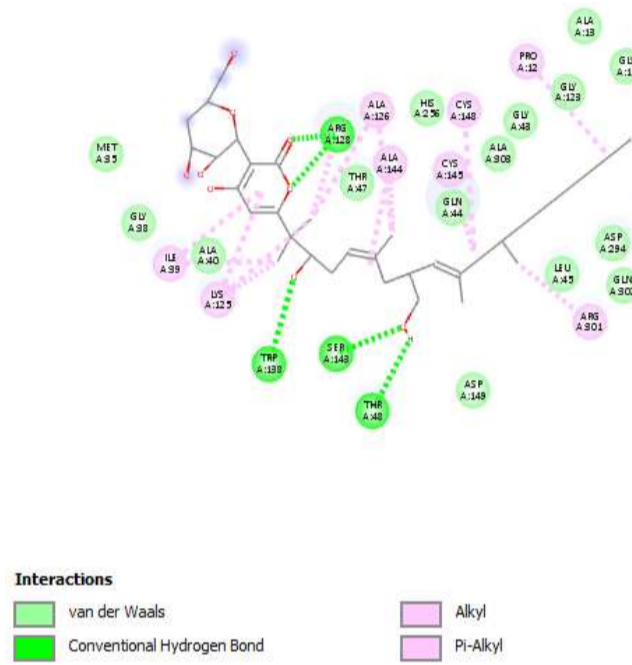 ALA
A:13
PRO
A:12
GLY
A:123
ALA
A:126
HIS
A:256
CYS
A:148
GLY
A:43
ARG
A:128
MET
A:35
THR
A:47
ALA
A:144
CYS
A:145
ALA
GLN
A:44
GLY
A:38
ILE
A:39
ALA
A:40
LYS
A:125
ASP
A:294
LEU
A:45
GLN
ARG
A:301
TRP
A:138
SER
A:143
THR
A:48
ASP
A:149
H
Interactions
van der Waals
Alkyl
Conventional Hydrogen Bond
Pi-Alkyl